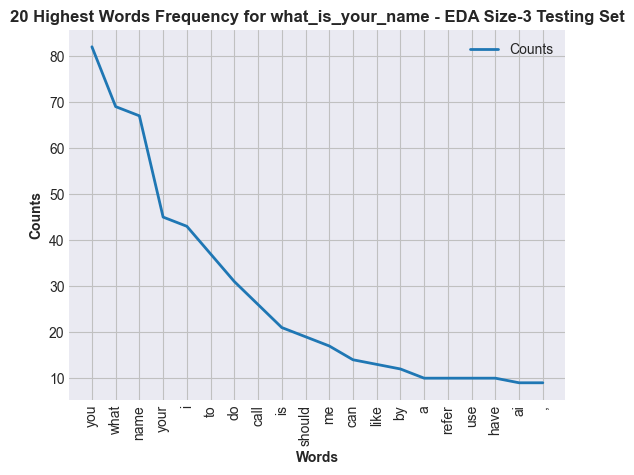 20 Highest Words Frequency for what_is_your_name - EDA Size-3 Testing Set
Counts
80
70
60
50
40
30
20
10
Counts
you
what
name
your
i
to
do
call
is
should
me
can
like
by
a
refer
use
have
ai
Words